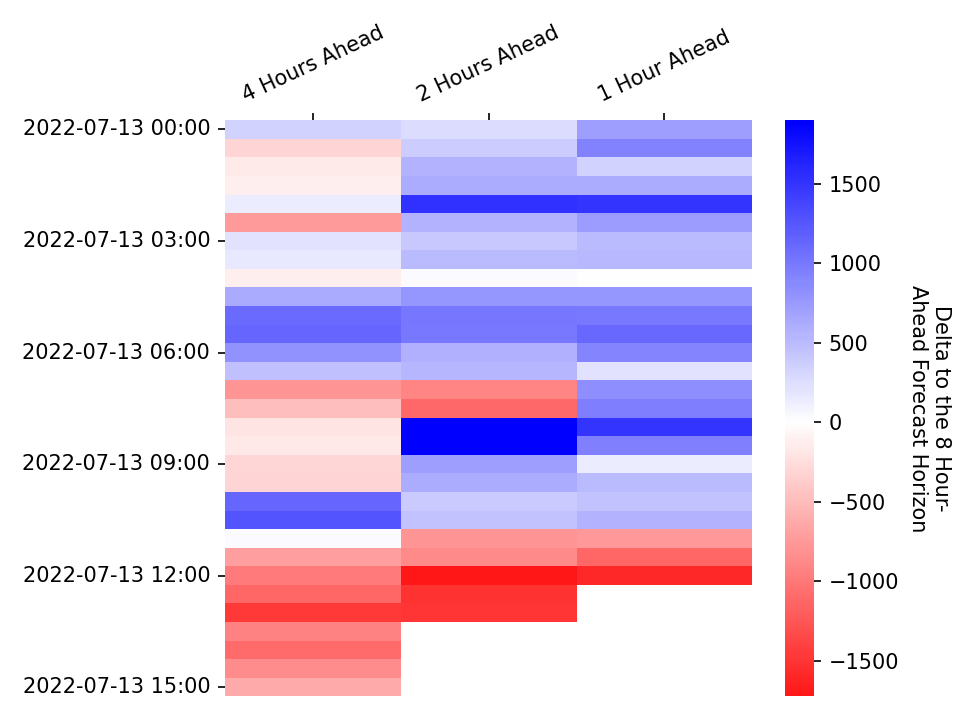 4 Hours Ahead
2 Hours Ahead
1 Hour Ahead
2022-07-13 00:00
2022-07-13 03:00
2022-07-13 06:00
2022-07-13 09:00
2022-07-13 12:00
2022-07-13 15:00
1500
1000
500
0
−500
−1000
−1500
Delta to the 8 Hour-
Ahead Forecast Horizon